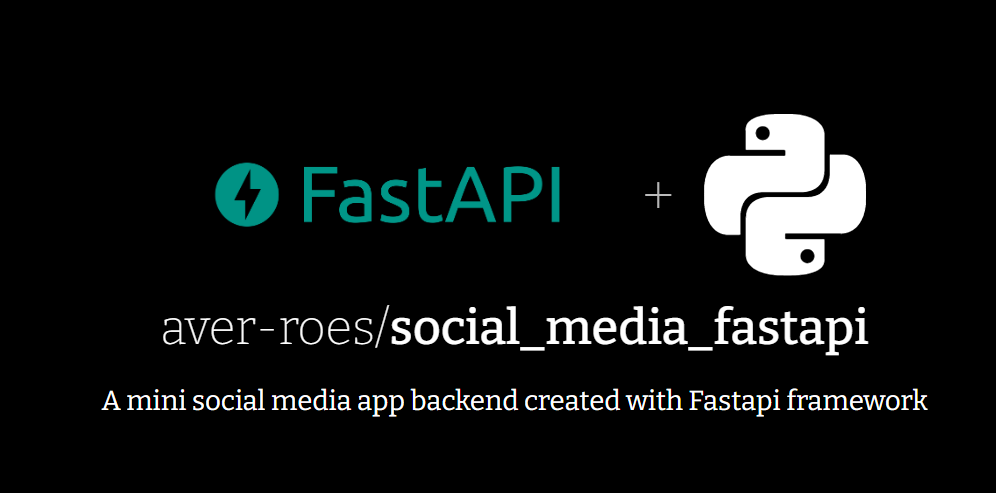 FastAPI +
aver-roes/social_media_fastapi
A mini social media app backend created with Fastapi framework